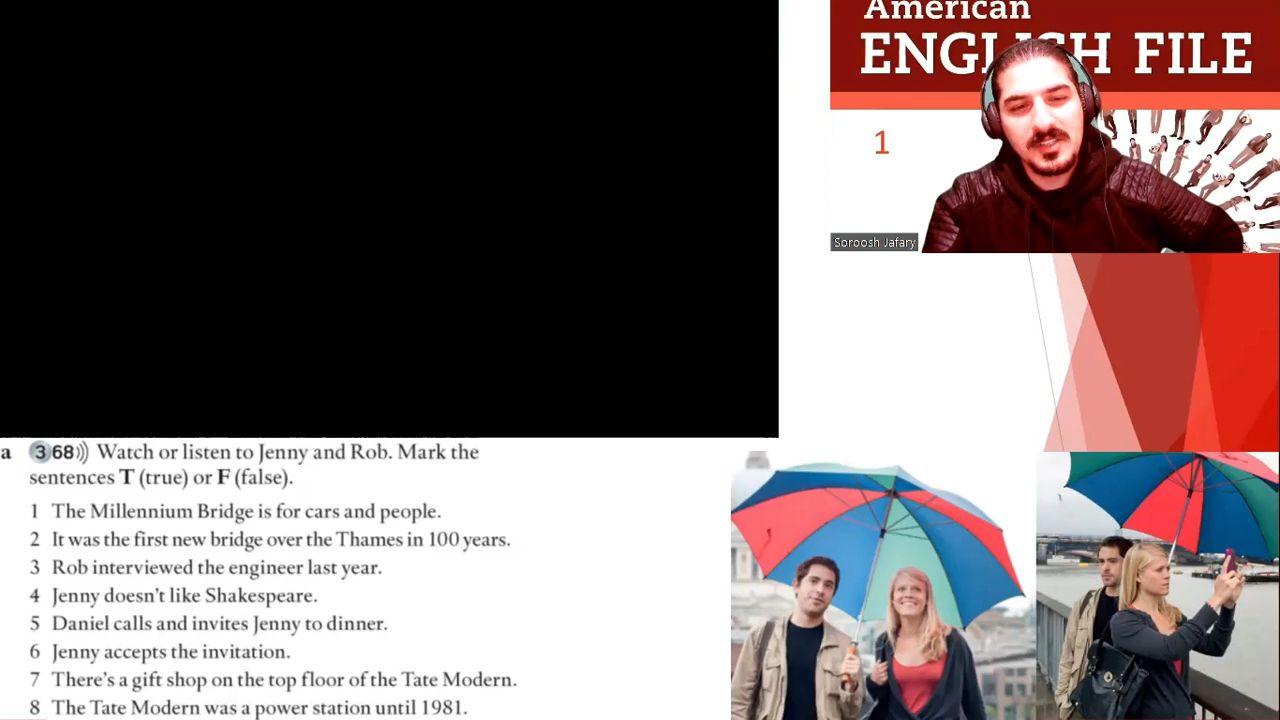 American
ENGLISH FILE
1
Soroosh Jafary
a 3 68))) Watch or listen to Jenny and Rob. Mark the
sentences T (true) or F (false).
1 The Millennium Bridge is for cars and people.
2 It was the first new bridge over the Thames in 100 years.
3 Rob interviewed the engineer last year.
4 Jenny doesn't like Shakespeare.
5 Daniel calls and invites Jenny to dinner.
6 Jenny accepts the invitation.
7 There's a gift shop on the top floor of the Tate Modern.
8 The Tate Modern was a power station until 1981.